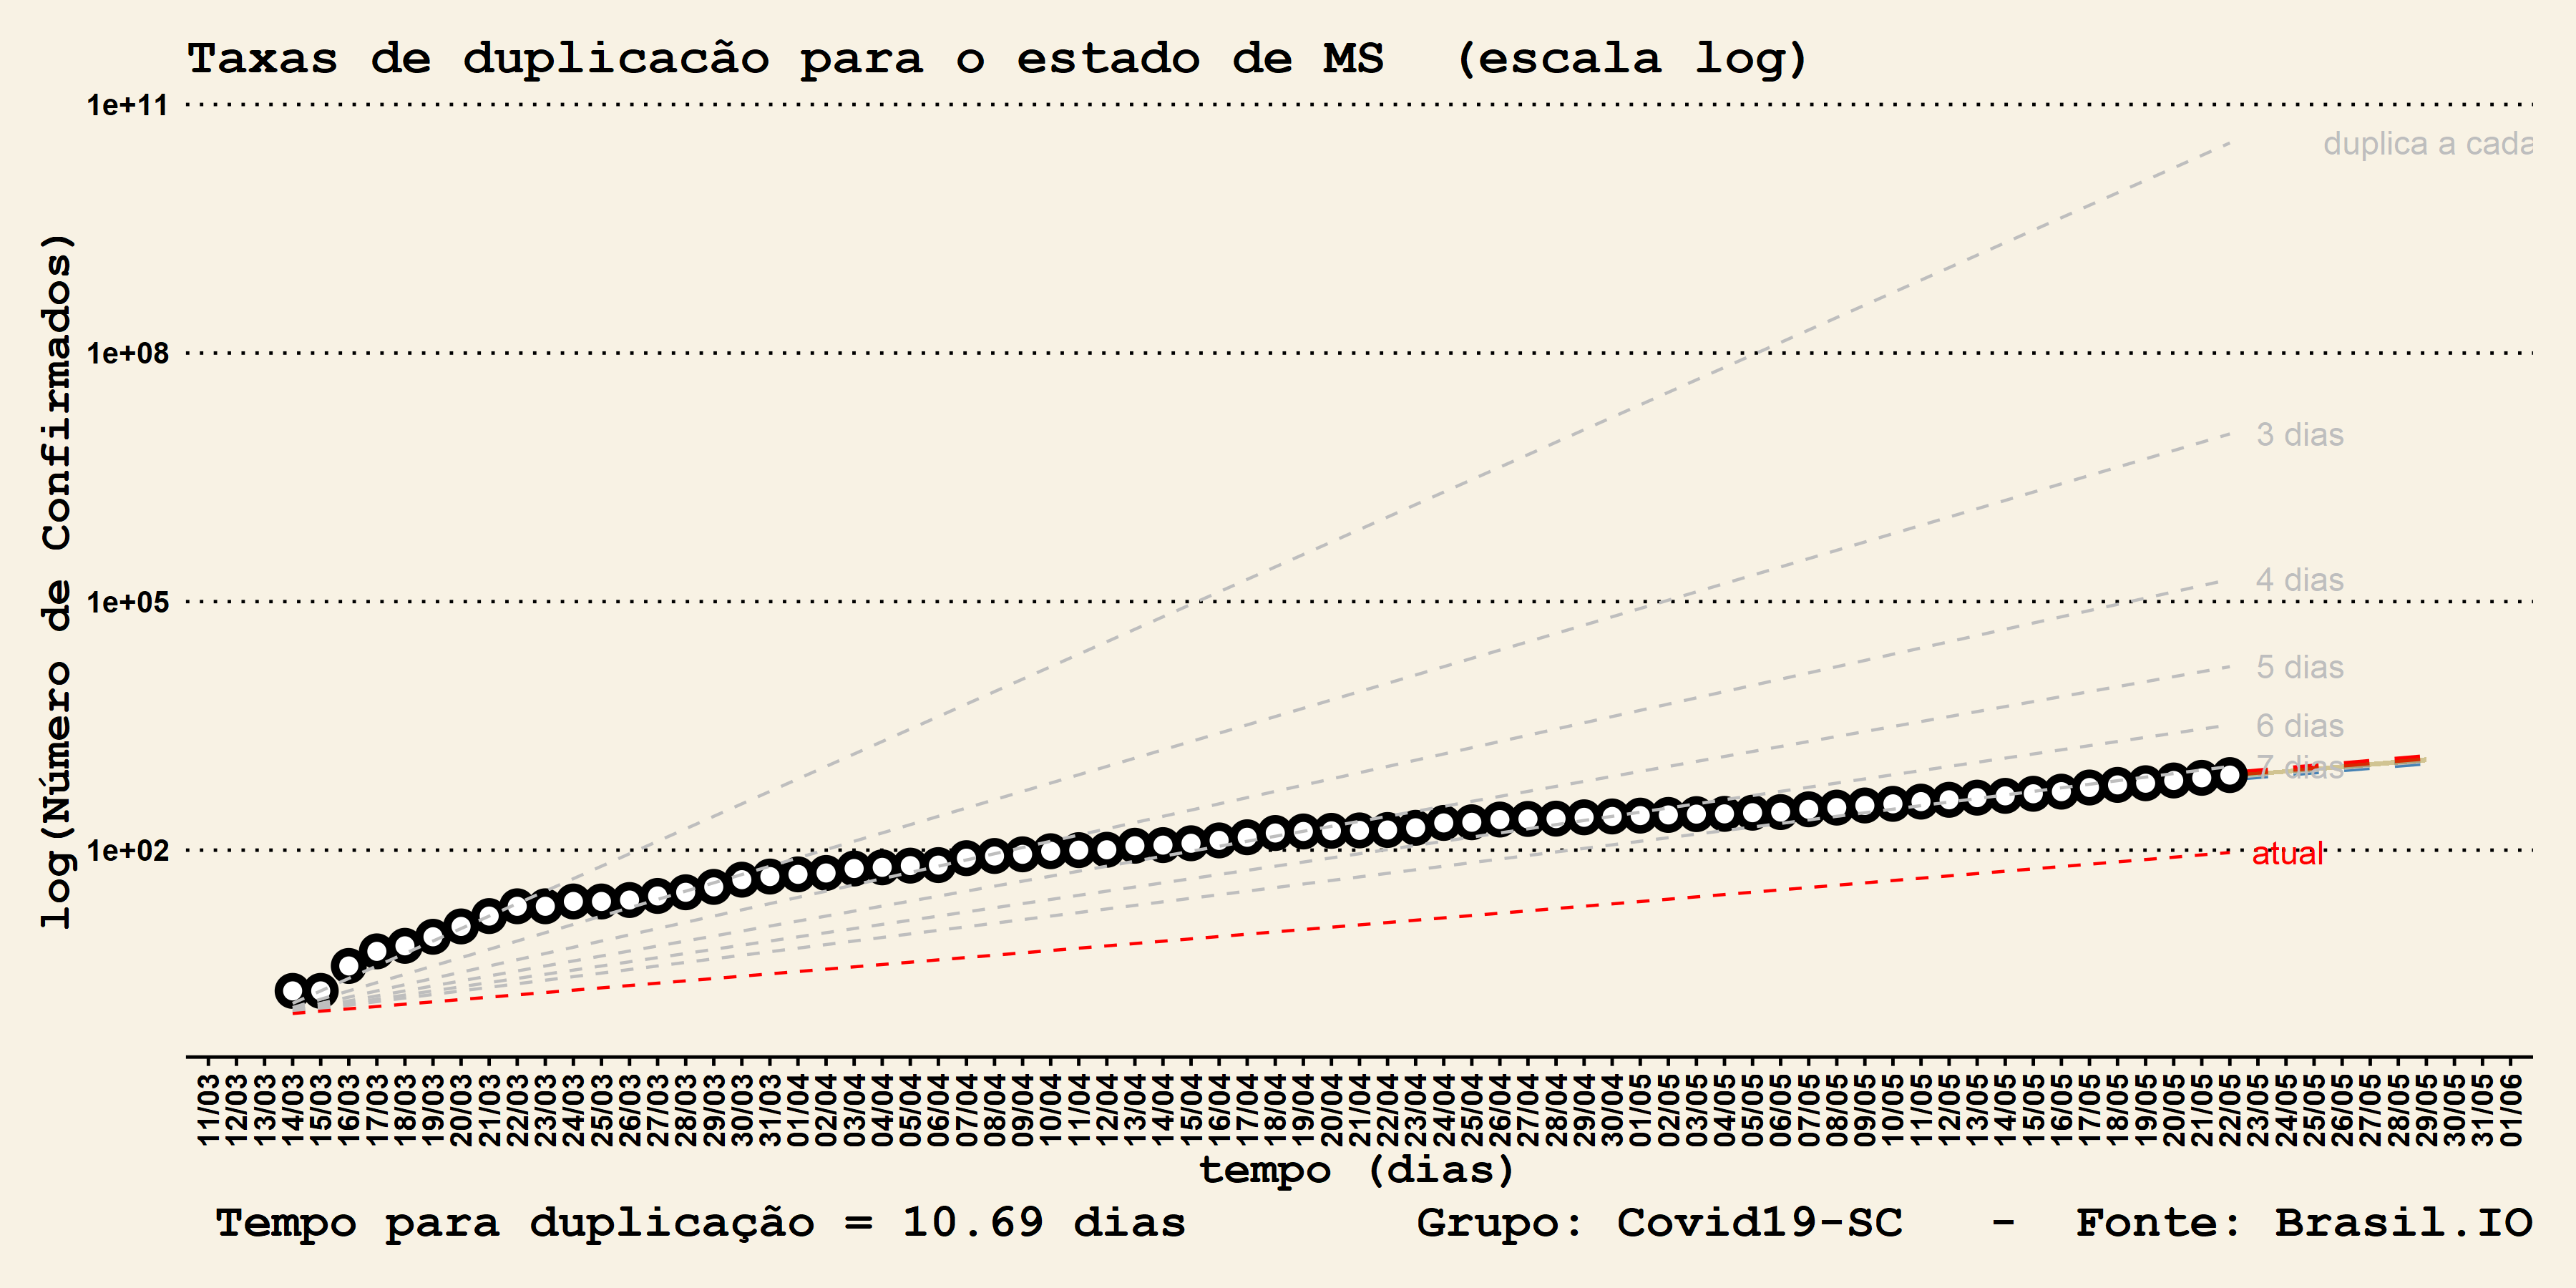 Taxas de duplicacão para o estado de MS (escala log)
1e+11
duplica a cada
1e+08
3 dias
4 dias
1e+05
5 dias
6 dias
7 dias
1e+02
atual
log(Número de Confirmados)
11/03 12/03 13/03 14/03 15/03 16/03 17/03 18/03 19/03 20/03 21/03 22/03 23/03 24/03 25/03 26/03 27/03 28/03 29/03 30/03 31/03 01/04 02/04 03/04 04/04 05/04 06/04 07/04 08/04 09/04 10/04 11/04 12/04 13/04 14/04 15/04 16/04 17/04 18/04 19/04 20/04 21/04 22/04 23/04 24/04 25/04 26/04 27/04 28/04 29/04 30/04 01/05 02/05 03/05 04/05 05/05 06/05 07/05 08/05 09/05 10/05 11/05 12/05 13/05 14/05 15/05 16/05 17/05 18/05 19/05 20/05 21/05 22/05 23/05 24/05 25/05 26/05 27/05 28/05 29/05 30/05 31/05 01/06
tempo (dias)
Tempo para duplicação = 10.69 dias Grupo: Covid19-SC - Fonte: Brasil.IO